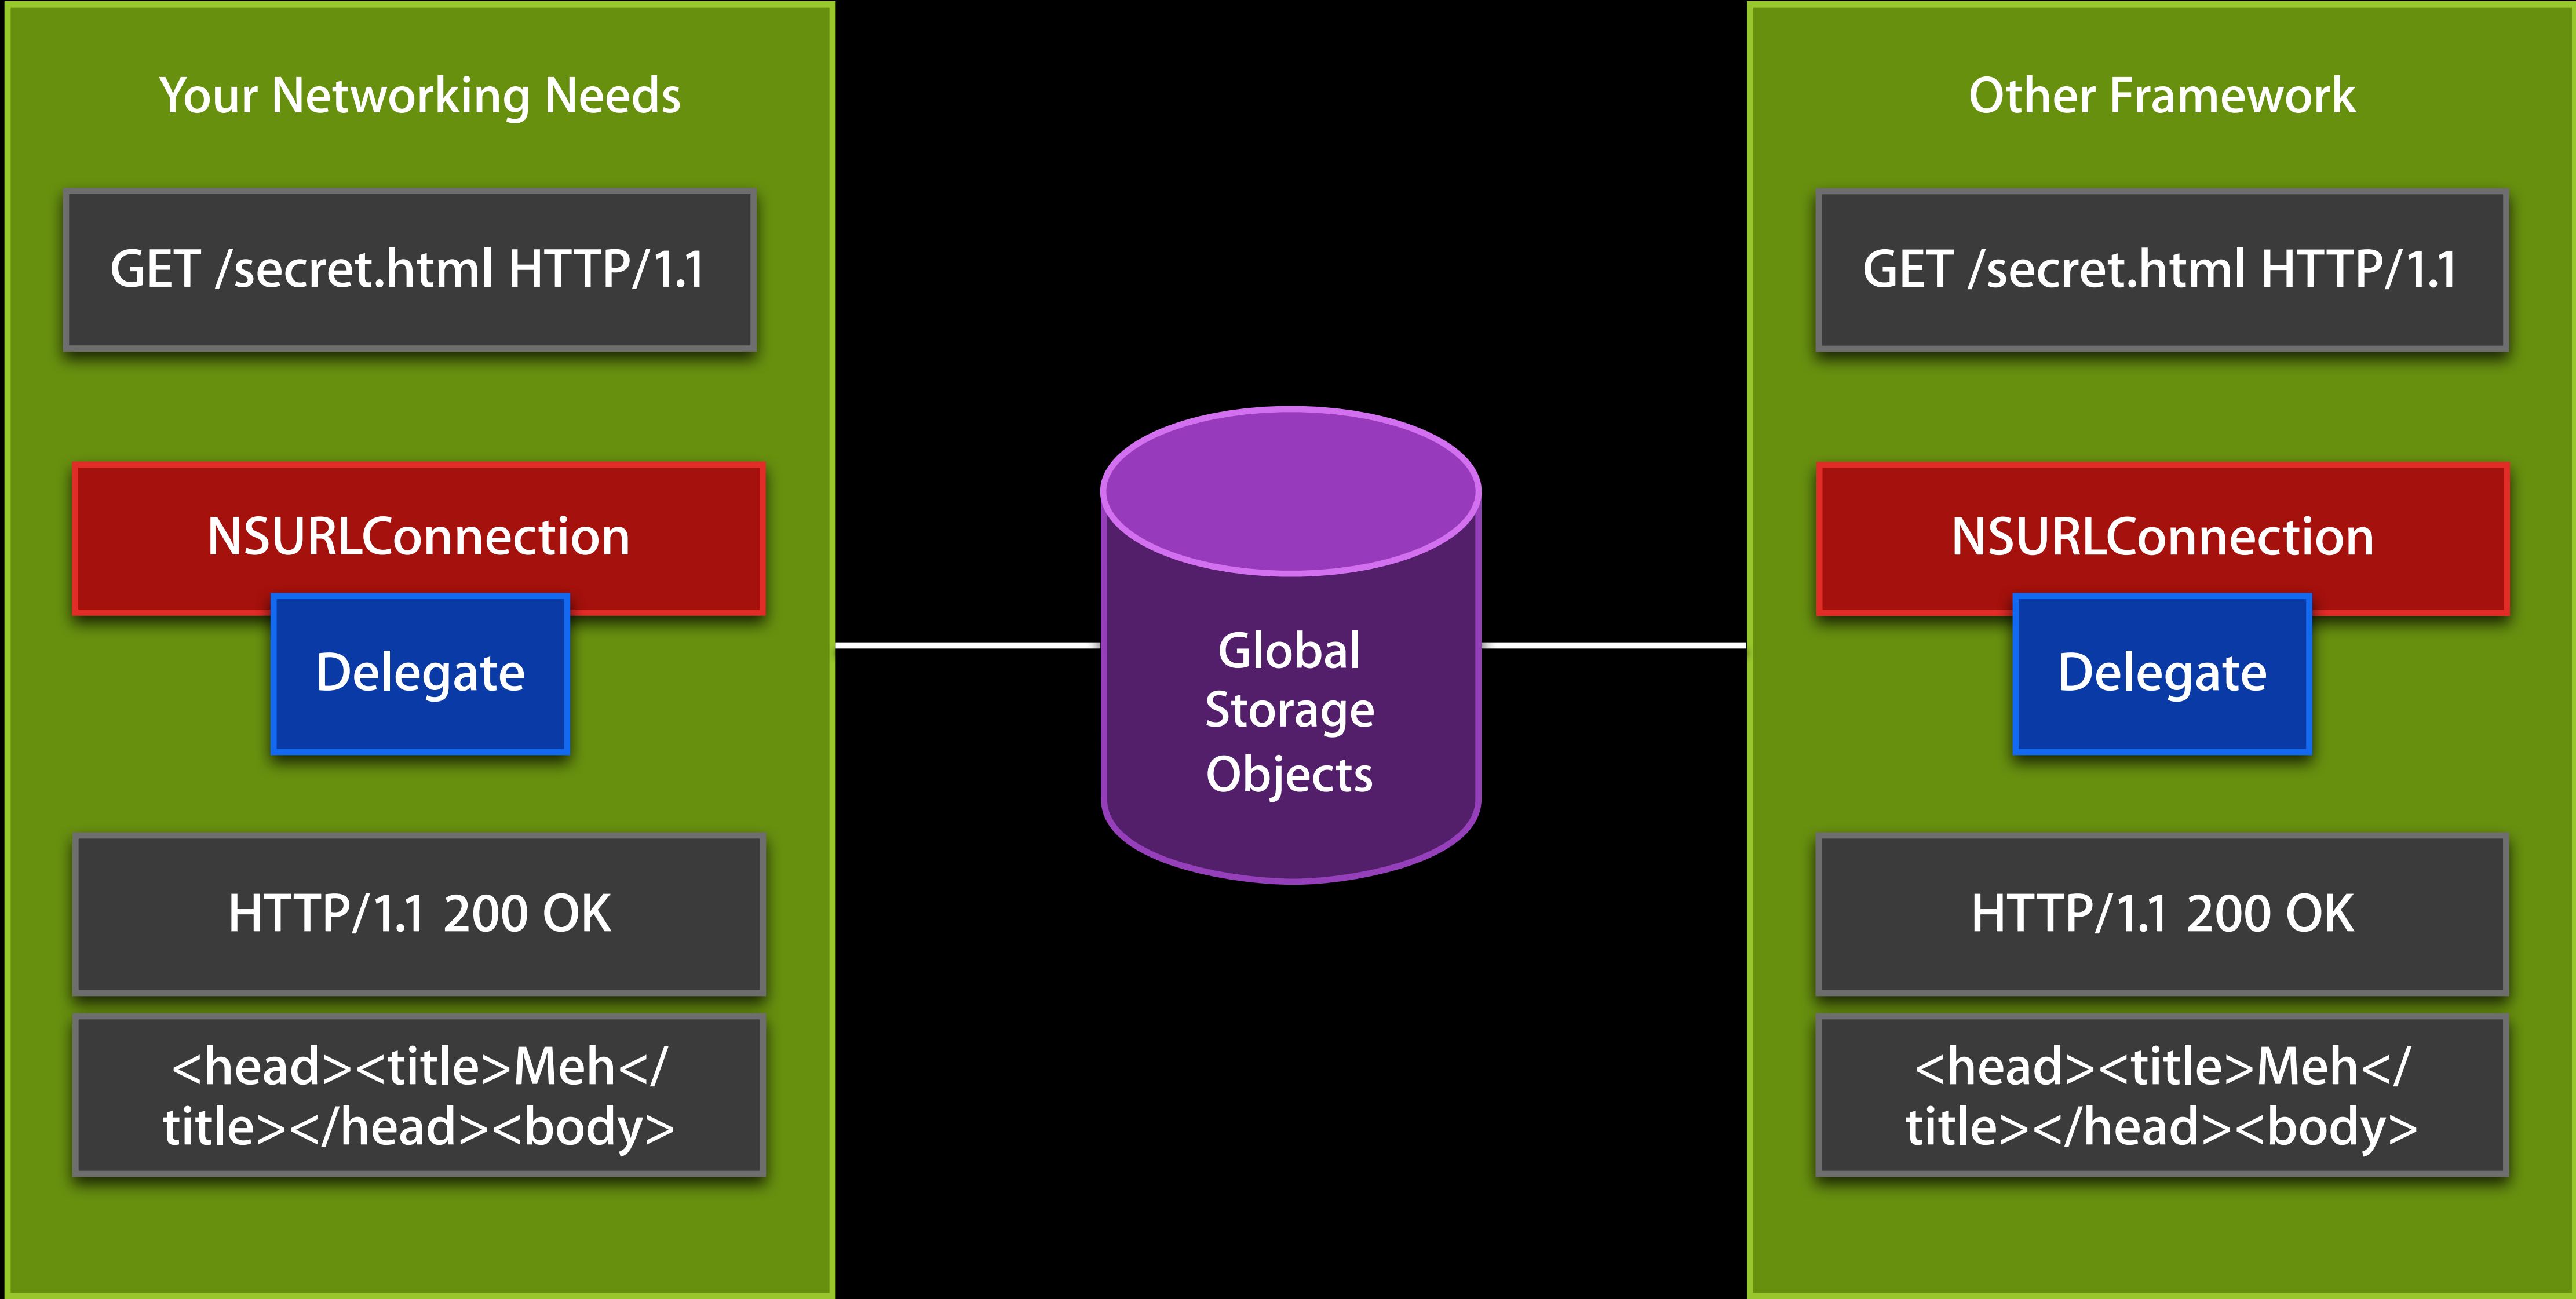 Your Networking Needs
GET /secret.html HTTP/1.1
NSURLConnection
Delegate
HTTP/1.1 200 OK
<head><title>Meh</
title></head><body>
Global
Storage
Objects
Other Framework
GET /secret.html HTTP/1.1
NSURLConnection
Delegate
HTTP/1.1 200 OK
<head><title>Meh</
title></head><body>